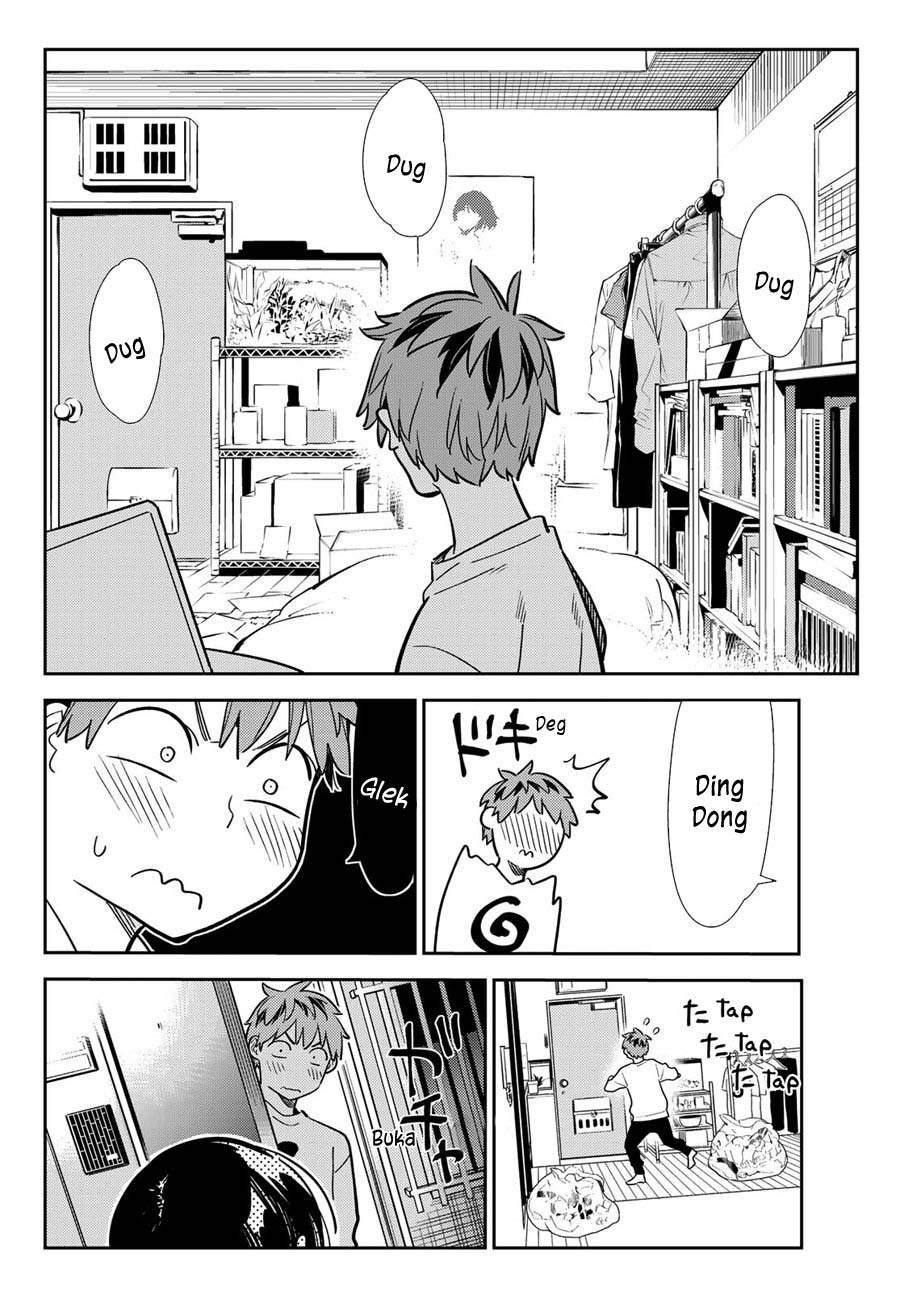 Dug
Dug
Dug
Ding
Dong
ドキ
Deg
Glek
た
Tap
た
Tap
た
Tap
ガチャ
Buka